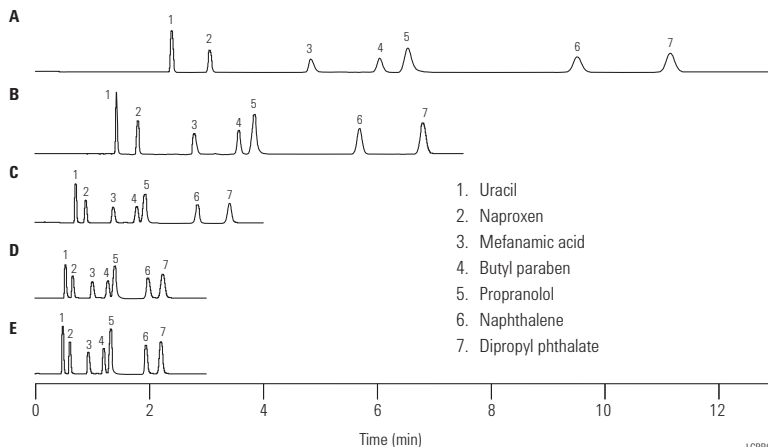 A
1
2
3
4
5
6
7
B
1
2
3
4
5
6
7
C
1
2
3
4
5
6
7
D
1
2
3
4
5
6
7
E
1
2
3
4
5
6
7
1. Uracil
2. Naproxen
3. Mefanamic acid
4. Butyl paraben
5. Propranolol
6. Naphthalene
7. Dipropyl phthalate
0 2 4 6 8 10 12
Time (min)